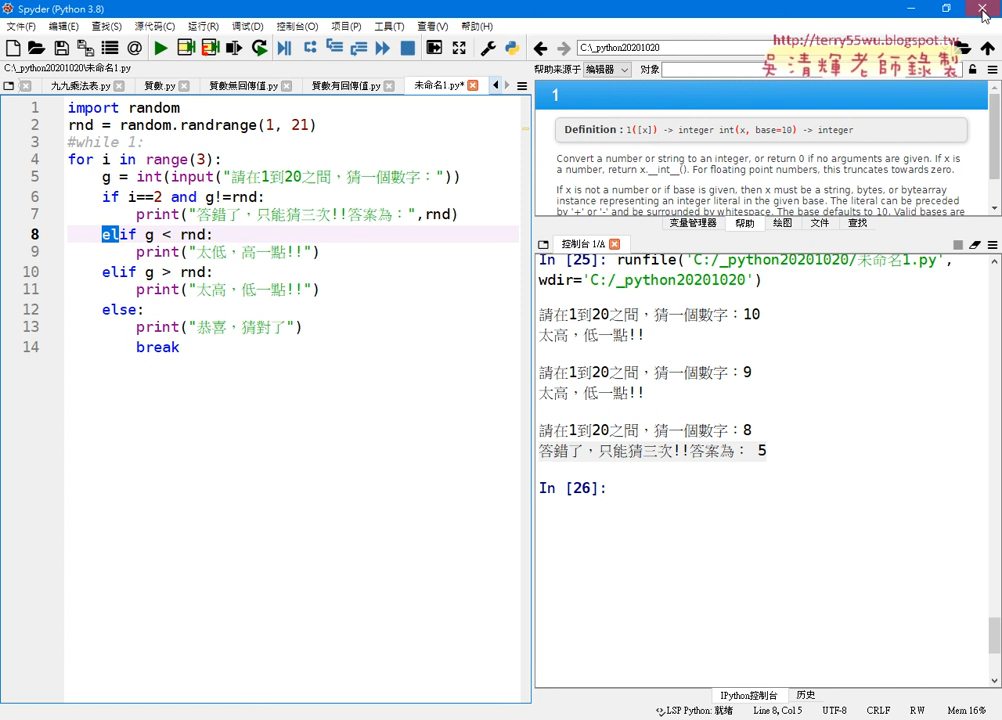 Spyder (Python 3.8)
文件(F) 编辑(E) 查找(S) 源代码(C) 运行(R) 调试(D) 控制台(O) 项目(P) 工具(T) 查看(V) 帮助(H)
C:\_python20201020
http://terry55wu.blogspot.tw
吳清輝老師錄製
C:\_python20201020\未命名1.py
帮助来源于 编辑器 对象
九九乘法表.py 質數.py 質數無回傳值.py 質數有回傳值.py 未命名1.py*
1 import random
2 rnd = random.randrange(1, 21)
3 #while 1:
4 for i in range(3):
5 g = int(input("請在1到20之間，猜一個數字："))
6 if i==2 and g!=rnd:
7 print("答錯了，只能猜三次!!答案為：",rnd)
8 elif g < rnd:
9 print("太低，高一點!!")
10 elif g > rnd:
11 print("太高，低一點!!")
12 else:
13 print("恭喜，猜對了")
14 break
1
Definition : 1([x]) -> integer int(x, base=10) -> integer
Convert a number or string to an integer, or return 0 if no arguments are given. If x is
a number, return x.__int__(). For floating point numbers, this truncates towards zero.
If x is not a number or if base is given, then x must be a string, bytes, or bytearray
instance representing an integer literal in the given base. The literal can be preceded
by '+' or '-' and be surrounded by whitespace. The base defaults to 10. Valid bases are
变量管理器 帮助 绘图 文件 查找
控制台 1/A
In [25]: runfile('C:/_python20201020/未命名1.py',
wdir='C:/_python20201020')
請在1到20之間，猜一個數字：10
太高，低一點!!
請在1到20之間，猜一個數字：9
太高，低一點!!
請在1到20之間，猜一個數字：8
答錯了，只能猜三次!!答案為： 5
In [26]:
IPython控制台 历史
LSP Python: 就绪 Line 8, Col 5 UTF-8 CRLF RW Mem 16%